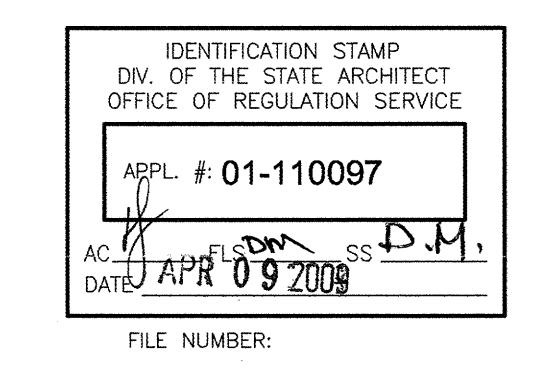 IDENTIFICATION STAMP
DIV. OF THE STATE ARCHITECT
OFFICE OF REGULATION SERVICE
APPL. #: 01-110097
AC FLS DM SS D.M.
DATE APR 09 2009
FILE NUMBER: